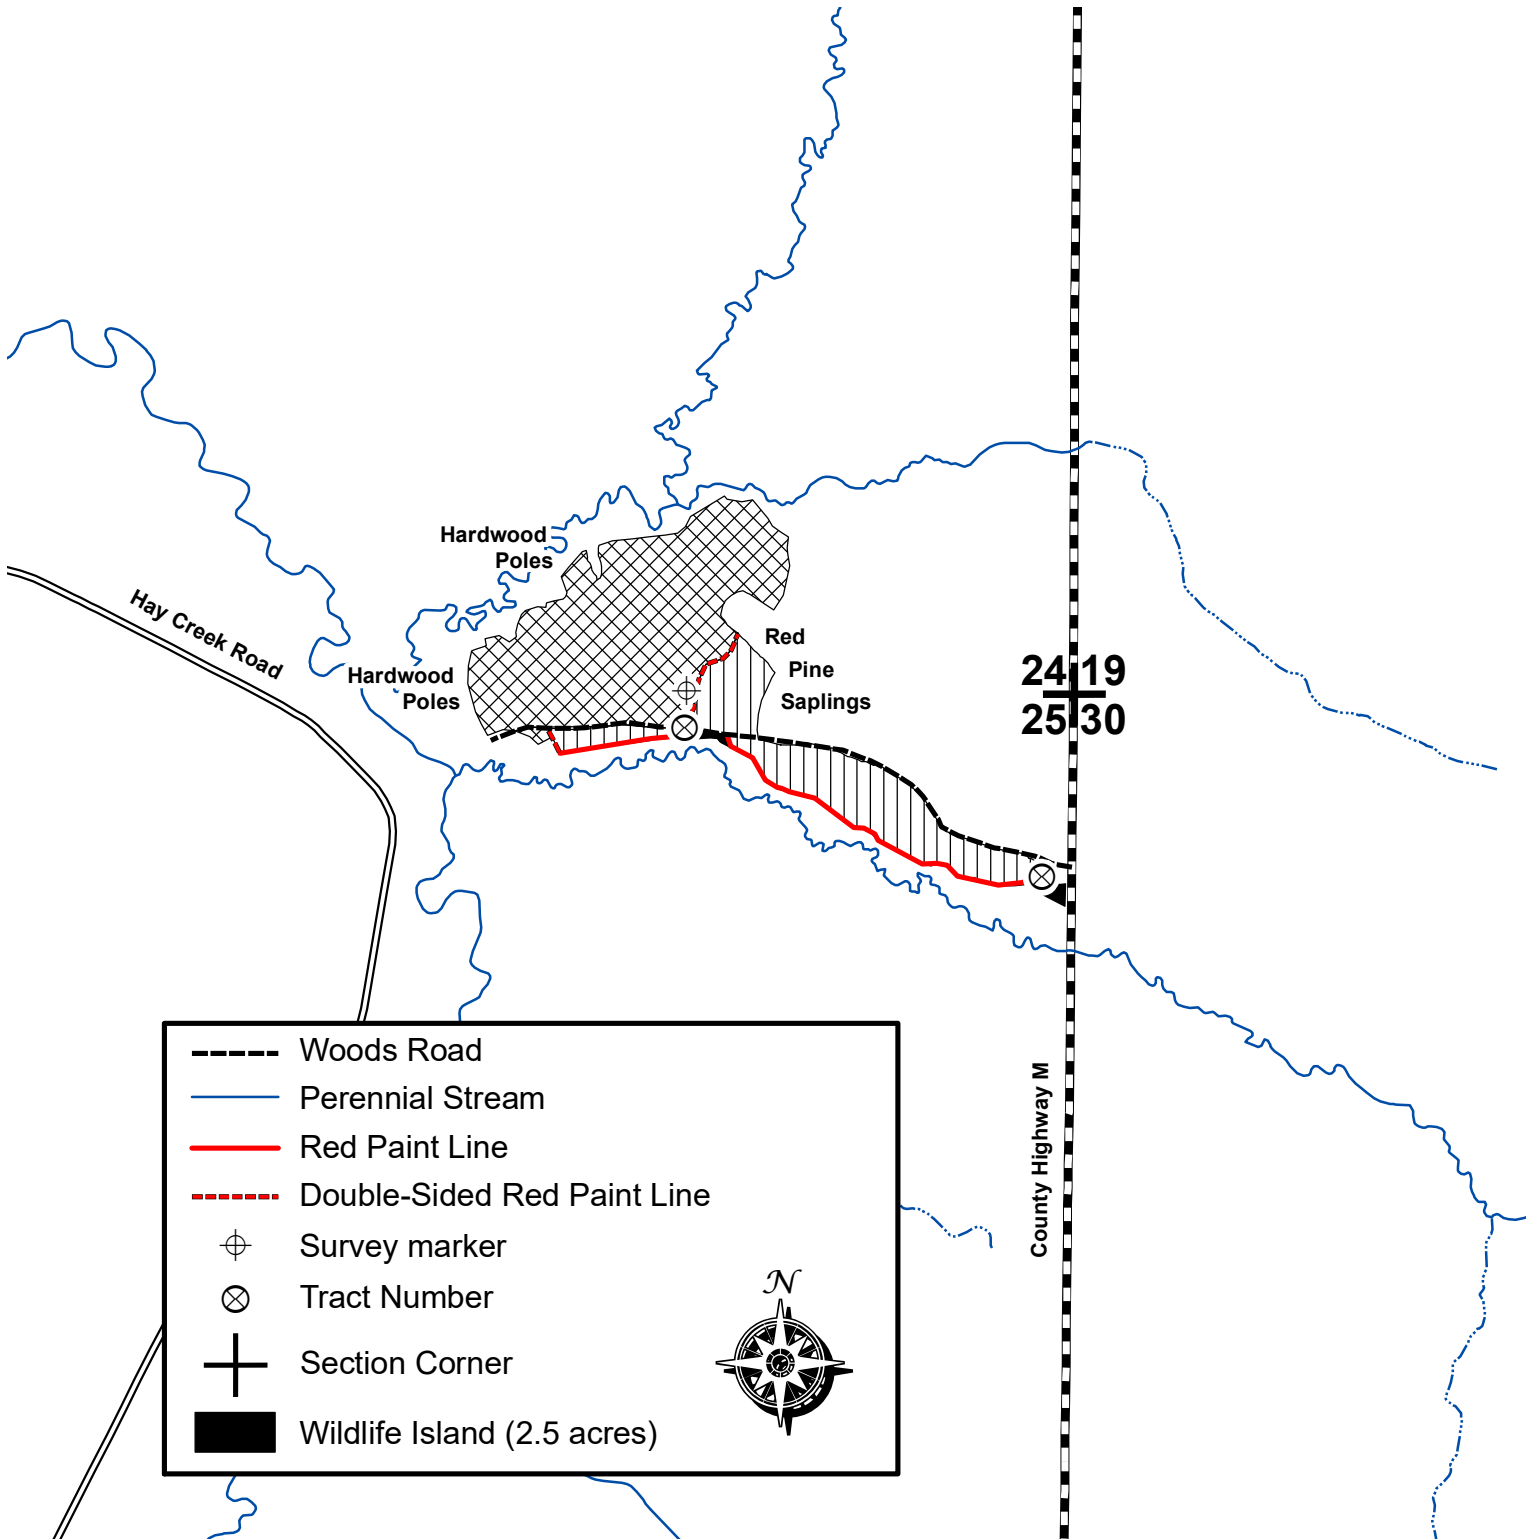 Hardwood
Poles
Hay Creek Road
Hardwood
Poles
Red
Pine
Saplings
24 19
25 30
County Highway M
Woods Road
Perennial Stream
Red Paint Line
Double-Sided Red Paint Line
Survey marker
Tract Number
Section Corner
Wildlife Island (2.5 acres)
N